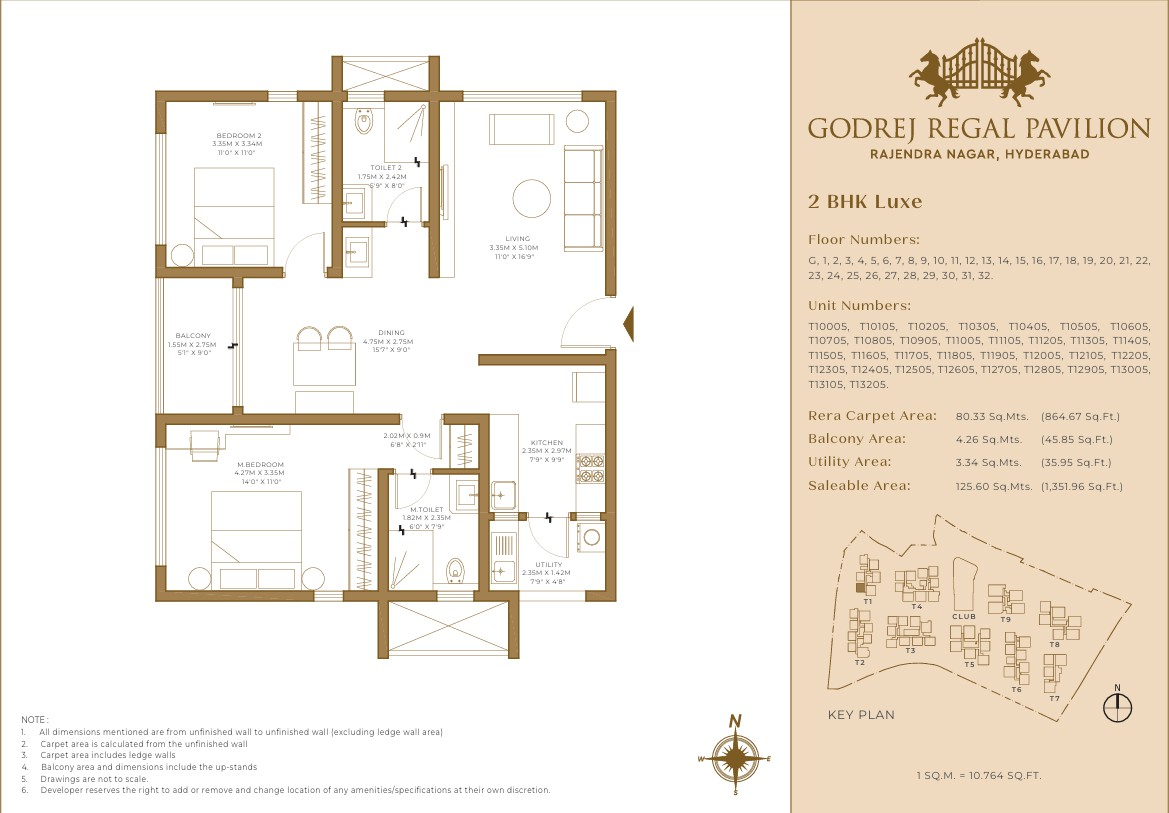 BEDROOM 2
3.35M X 3.34M
11'0" X 11'0"
TOILET 2
1.75M X 2.42M
5'9" X 8'0"
LIVING
3.35M X 5.10M
11'0" X 16'9"
BALCONY
1.55M X 2.75M
5'1" X 9'0"
DINING
4.75M X 2.75M
15'7" X 9'0"
2.02M X 0.9M
6'8" X 2'11"
M.BEDROOM
4.27M X 3.35M
14'0" X 11'0"
KITCHEN
2.35M X 2.97M
7'9" X 9'9"
M.TOILET
1.82M X 2.35M
6'0" X 7'9"
UTILITY
2.35M X 1.42M
7'9" X 4'8"
NOTE :
1. All dimensions mentioned are from unfinished wall to unfinished wall (excluding ledge wall area)
2. Carpet area is calculated from the unfinished wall
3. Carpet area includes ledge walls
4. Balcony area and dimensions include the up-stands
5. Drawings are not to scale.
6. Developer reserves the right to add or remove and change location of any amenities/specifications at their own discretion.
N
W E
S
GODREJ REGAL PAVILION
RAJENDRA NAGAR, HYDERABAD
2 BHK Luxe
Floor Numbers:
G, 1, 2, 3, 4, 5, 6, 7, 8, 9, 10, 11, 12, 13, 14, 15, 16, 17, 18, 19, 20, 21, 22,
23, 24, 25, 26, 27, 28, 29, 30, 31, 32.
Unit Numbers:
T10005, T10105, T10205, T10305, T10405, T10505, T10605,
T10705, T10805, T10905, T11005, T11105, T11205, T11305, T11405,
T11505, T11605, T11705, T11805, T11905, T12005, T12105, T12205,
T12305, T12405, T12505, T12605, T12705, T12805, T12905, T13005,
T13105, T13205.
Rera Carpet Area: 80.33 Sq.Mts. (864.67 Sq.Ft.)
Balcony Area: 4.26 Sq.Mts. (45.85 Sq.Ft.)
Utility Area: 3.34 Sq.Mts. (35.95 Sq.Ft.)
Saleable Area: 125.60 Sq.Mts. (1,351.96 Sq.Ft.)
T1
T4
CLUB
T9
T2
T3
T5
T8
T6
T7
N
KEY PLAN
1 SQ.M. = 10.764 SQ.FT.